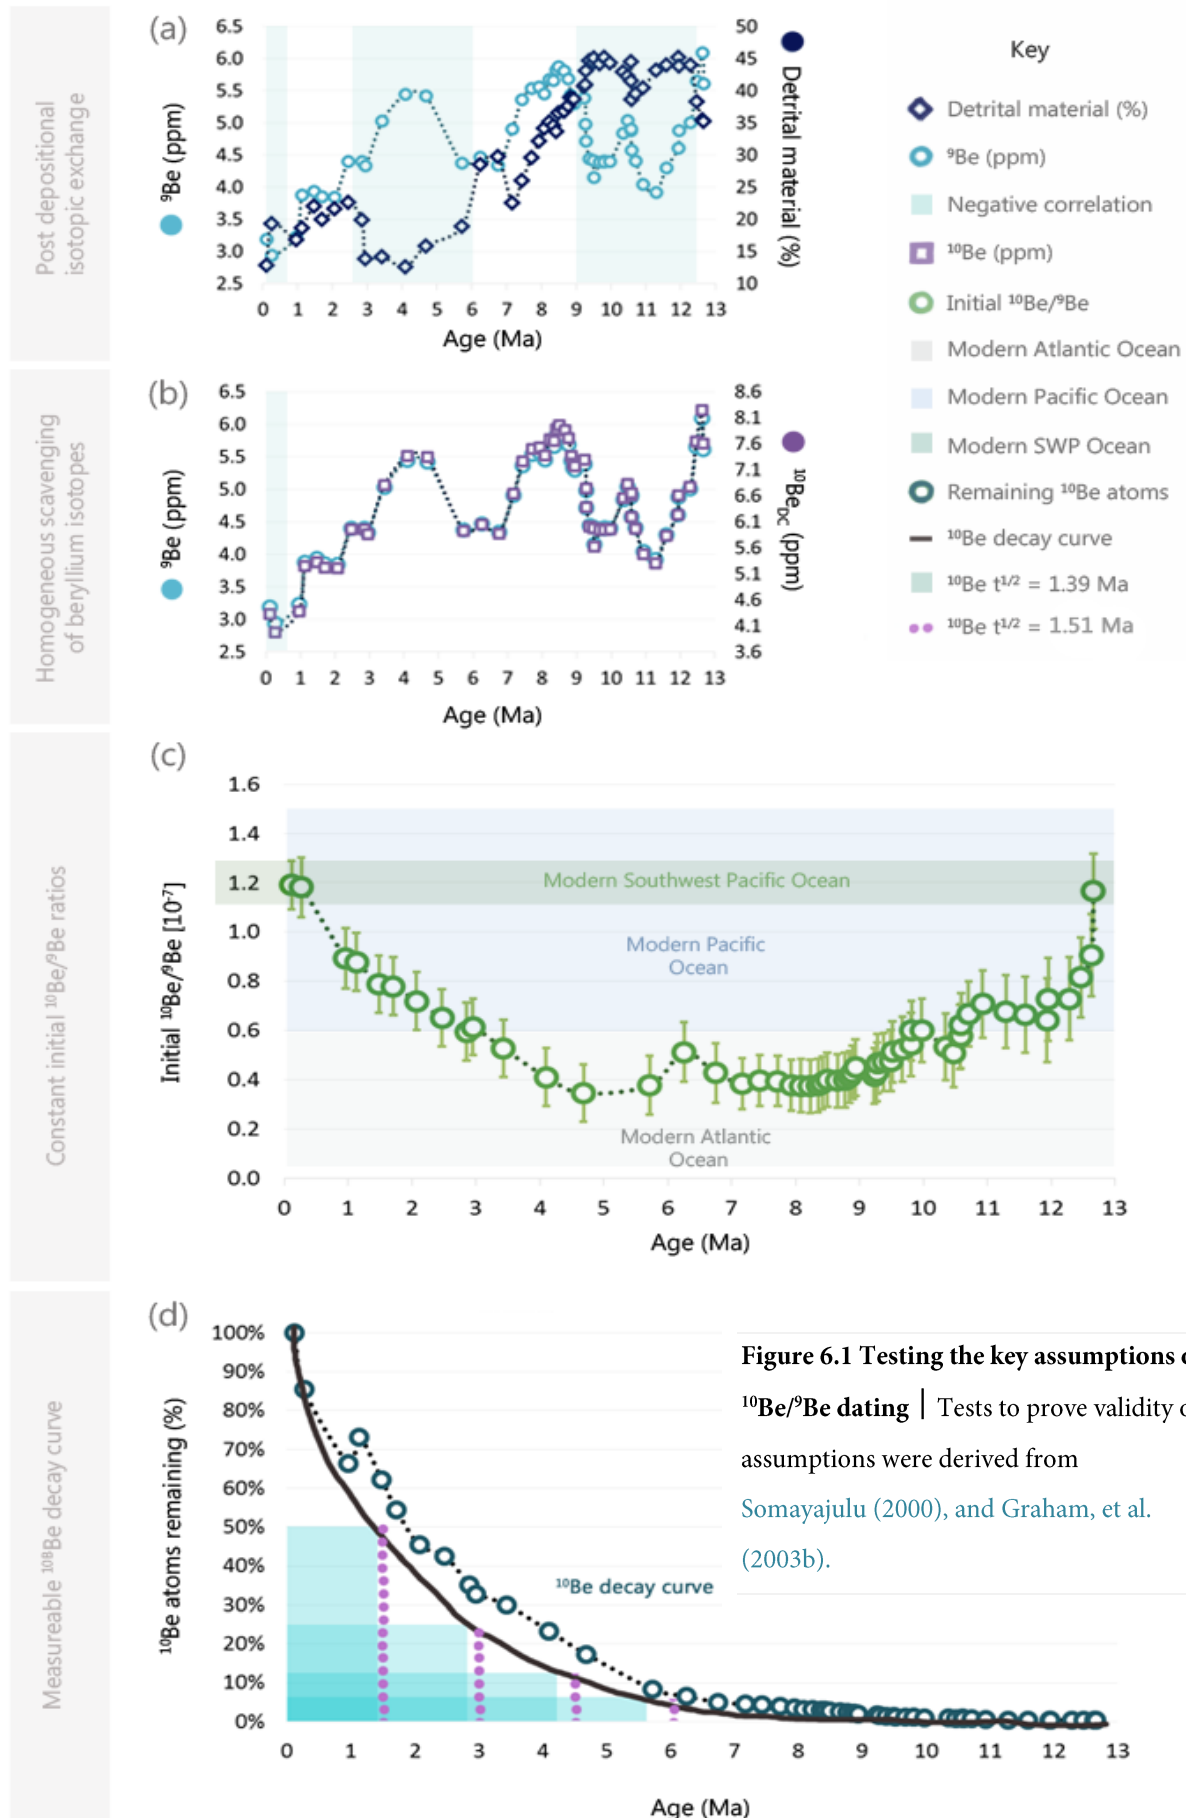 Post depositional
isotopic exchange
(a)
⁹Be (ppm)
6.5
6.0
5.5
5.0
4.5
4.0
3.5
3.0
2.5
50
45
40
35
30
25
20
15
10
Detrital material (%)
0 1 2 3 4 5 6 7 8 9 10 11 12 13
Age (Ma)
Key
Detrital material (%)
⁹Be (ppm)
Negative correlation
¹⁰Be (ppm)
Initial ¹⁰Be/⁹Be
Modern Atlantic Ocean
Modern Pacific Ocean
Modern SWP Ocean
Remaining ¹⁰Be atoms
¹⁰Be decay curve
¹⁰Be t¹/² = 1.39 Ma
¹⁰Be t¹/² = 1.51 Ma
Homogeneous scavenging
of beryllium isotopes
(b)
⁹Be (ppm)
6.5
6.0
5.5
5.0
4.5
4.0
3.5
3.0
2.5
8.6
8.1
7.6
7.1
6.6
6.1
5.6
5.1
4.6
4.1
3.6
¹⁰Be_DC (ppm)
0 1 2 3 4 5 6 7 8 9 10 11 12 13
Age (Ma)
Constant initial ¹⁰Be/⁹Be ratios
(c)
Initial ¹⁰Be/⁹Be [10⁻⁷]
1.6
1.4
1.2
1.0
0.8
0.6
0.4
0.2
0.0
Modern Southwest Pacific Ocean
Modern Pacific
Ocean
Modern Atlantic
Ocean
0 1 2 3 4 5 6 7 8 9 10 11 12 13
Age (Ma)
Measureable ¹⁰ᴮBe decay curve
(d)
¹⁰Be atoms remaining (%)
100%
90%
80%
70%
60%
50%
40%
30%
20%
10%
0%
¹⁰Be decay curve
0 1 2 3 4 5 6 7 8 9 10 11 12 13
Age (Ma)
Figure 6.1 Testing the key assumptions
¹⁰Be/⁹Be dating | Tests to prove validity
assumptions were derived from
Somayajulu (2000), and Graham, et al.
(2003b).